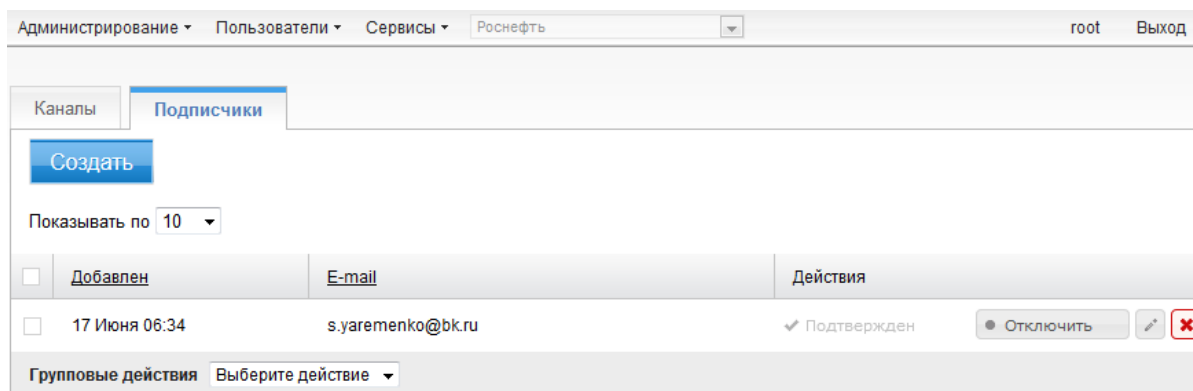 Администрирование Пользователи Сервисы Роснефть root Выход
Каналы Подписчики
Создать
Показывать по 10
Добавлен E-mail Действия
17 Июня 06:34 s.yaremenko@bk.ru Подтвержден Отключить
Групповые действия Выберите действие